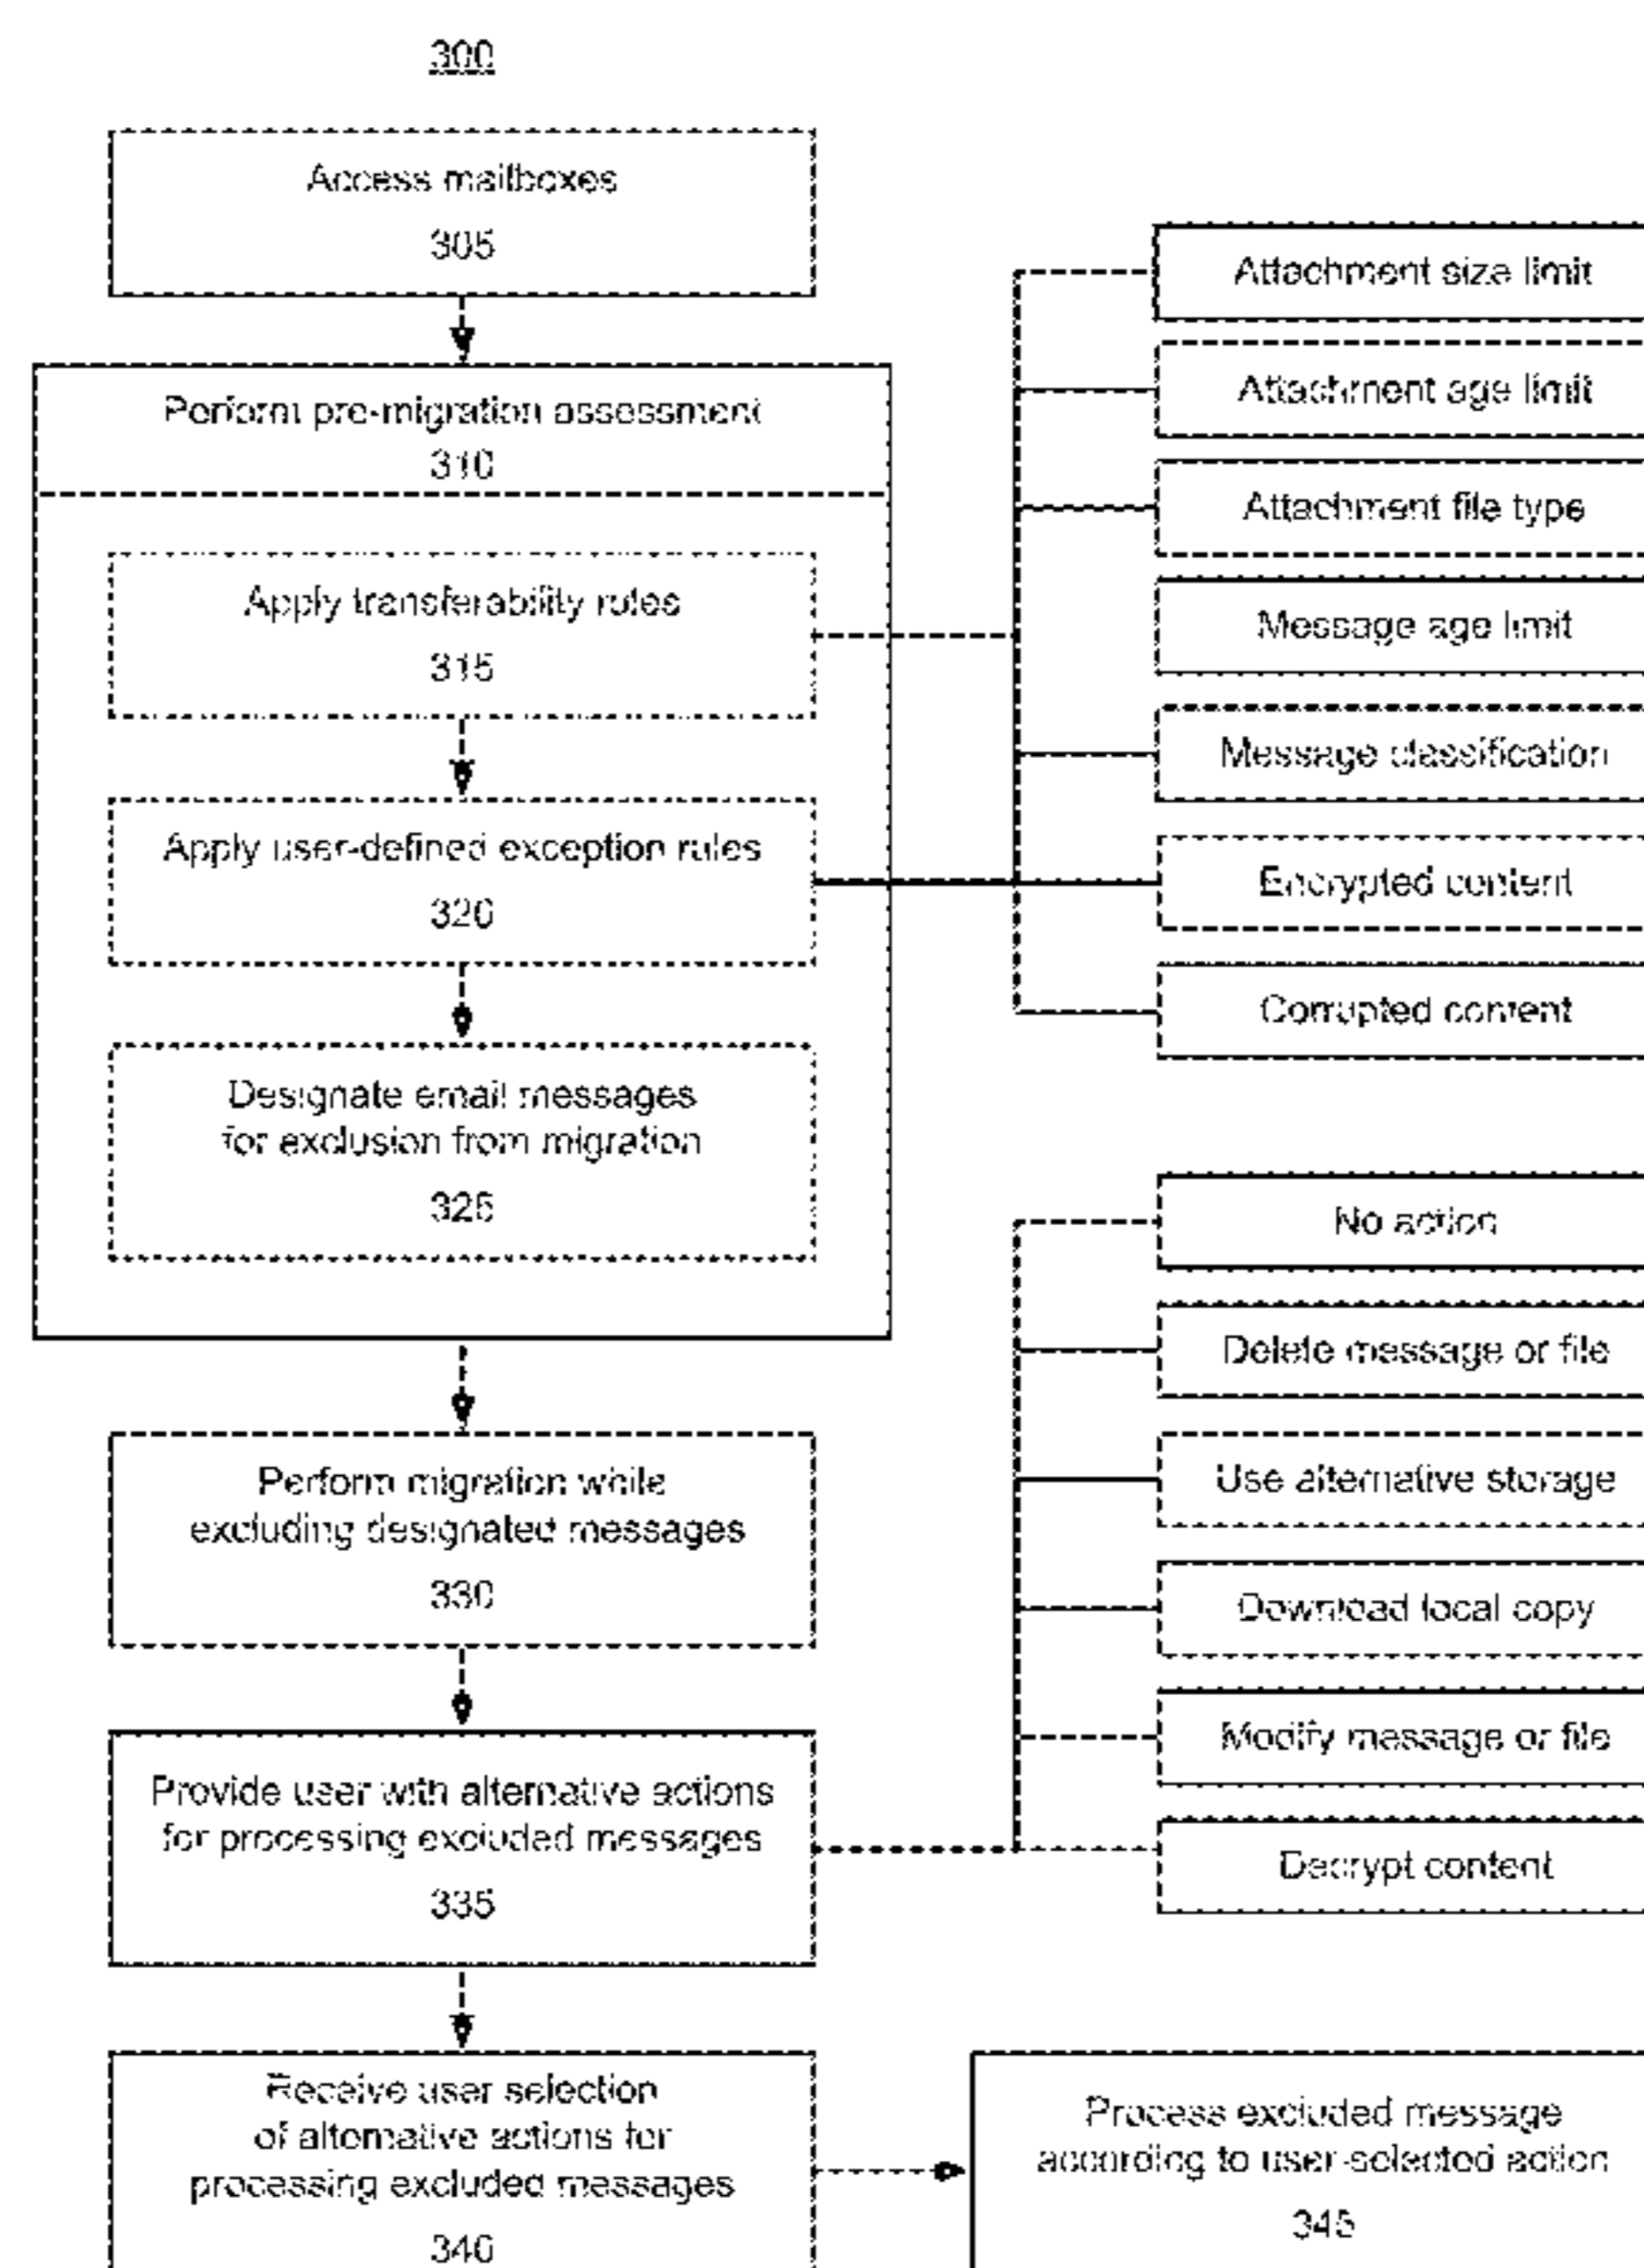 300
Access mailboxes
305
Perform pre-migration assessment
310
Apply transferability rules
315
Apply user-defined exception rules
320
Designate email messages
for exclusion from migration
325
Attachment size limit
Attachment age limit
Attachment file type
Message age limit
Message classification
Encrypted content
Corrupted content
Perform migration while
excluding designated messages
330
Provide user with alternative actions
for processing excluded messages
335
No action
Delete message or file
Use alternative storage
Download local copy
Modify message or file
Decrypt content
Receive user selection
of alternative actions for
processing excluded messages
340
Process excluded message
according to user-selected action
345